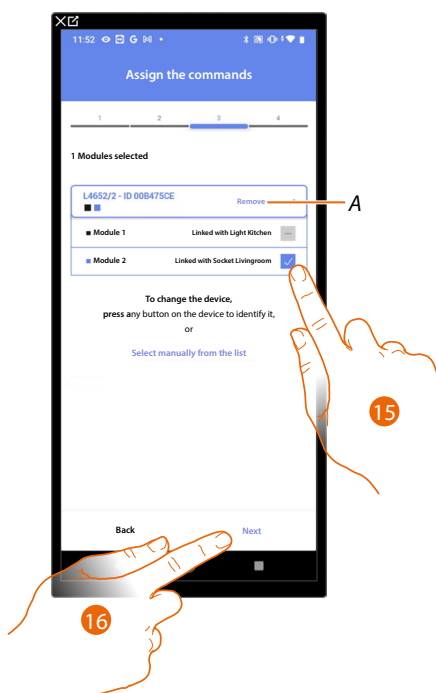 11:52 G
Assign the commands
1 2 3 4
1 Modules selected
L4652/2 - ID 00B475CE Remove A
Module 1 Linked with Light Kitchen
Module 2 Linked with Socket Livingroom
To change the device,
press any button on the device to identify it,
or
Select manually from the list
15
Back Next
16